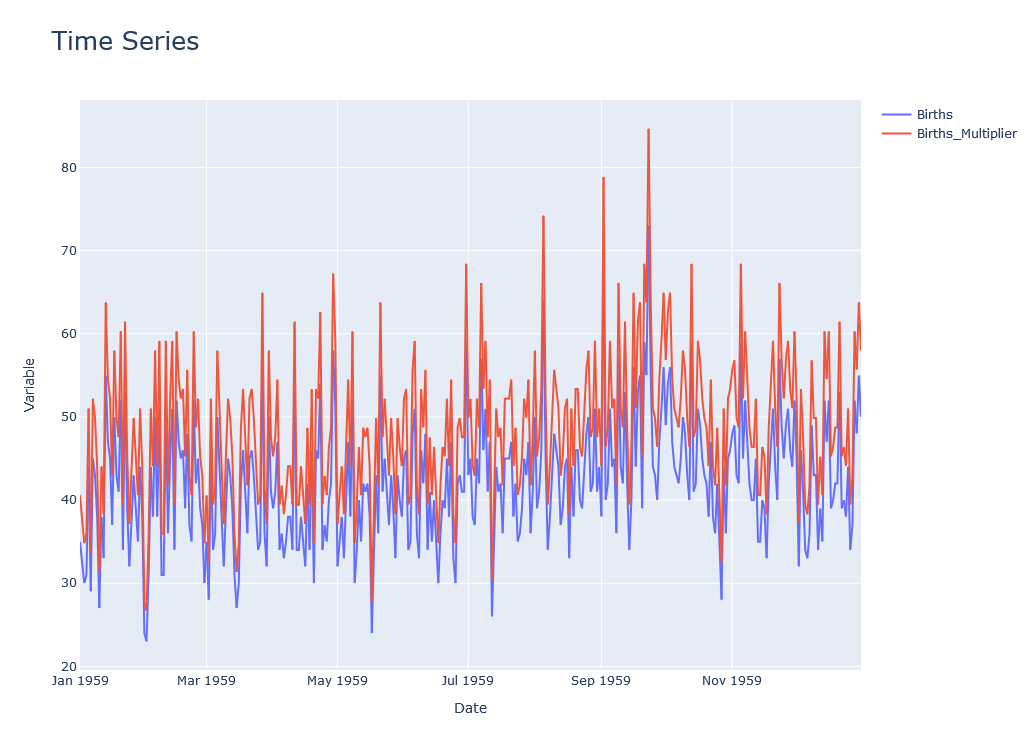 Time Series
Births
Births_Multiplier
Variable
80
70
60
50
40
30
20
Jan 1959
Mar 1959
May 1959
Jul 1959
Sep 1959
Nov 1959
Date